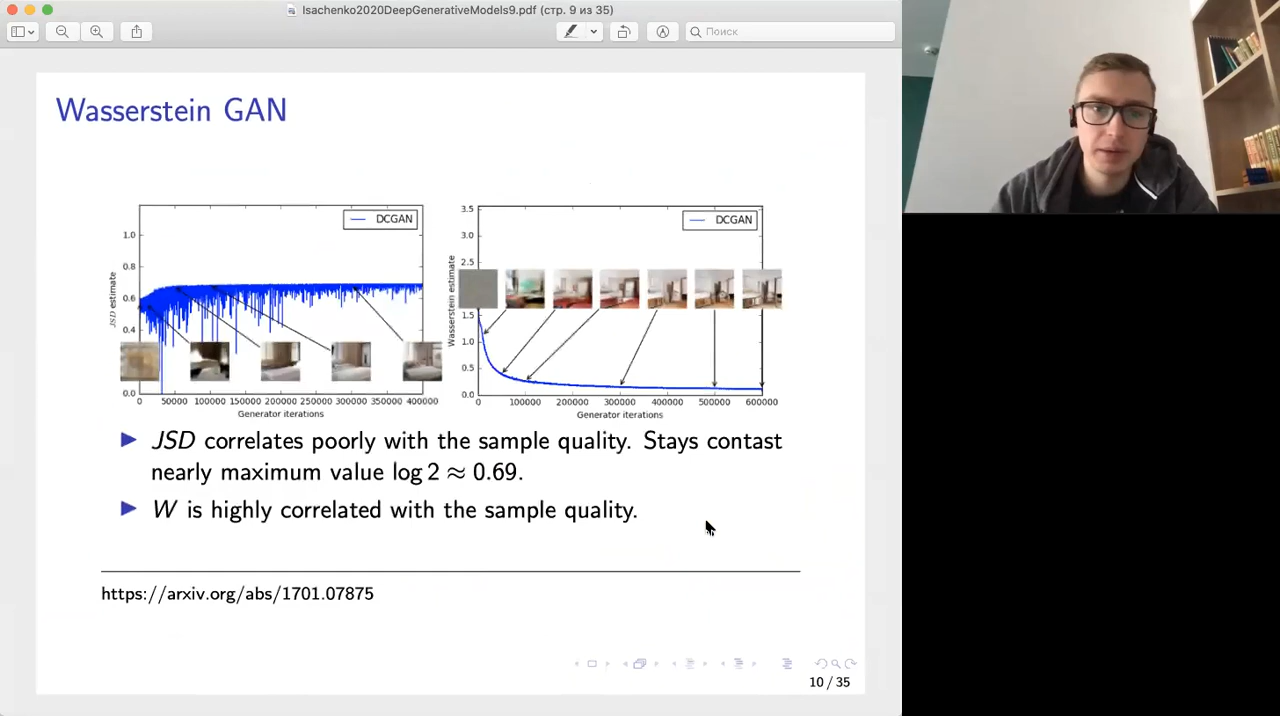 Isachenko2020DeepGenerativeModels9.pdf (стр. 9 из 35)
Поиск
Wasserstein GAN
DCGAN
1.0
0.8
0.6
0.4
0.0
JSD estimate
0 50000 100000 150000 200000 250000 300000 350000 400000
Generator iterations
DCGAN
3.5
3.0
2.5
1.5
1.0
0.5
0.0
Wasserstein estimate
0 100000 200000 300000 400000 500000 600000
Generator iterations
JSD correlates poorly with the sample quality. Stays contast
nearly maximum value log 2 ≈ 0.69.
W is highly correlated with the sample quality.
https://arxiv.org/abs/1701.07875
10 / 35